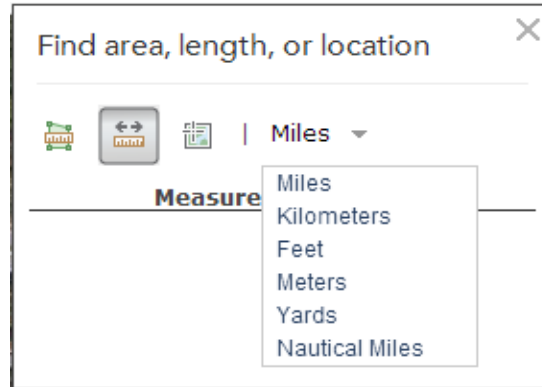 Find area, length, or location
| Miles
Measure
Miles
Kilometers
Feet
Meters
Yards
Nautical Miles